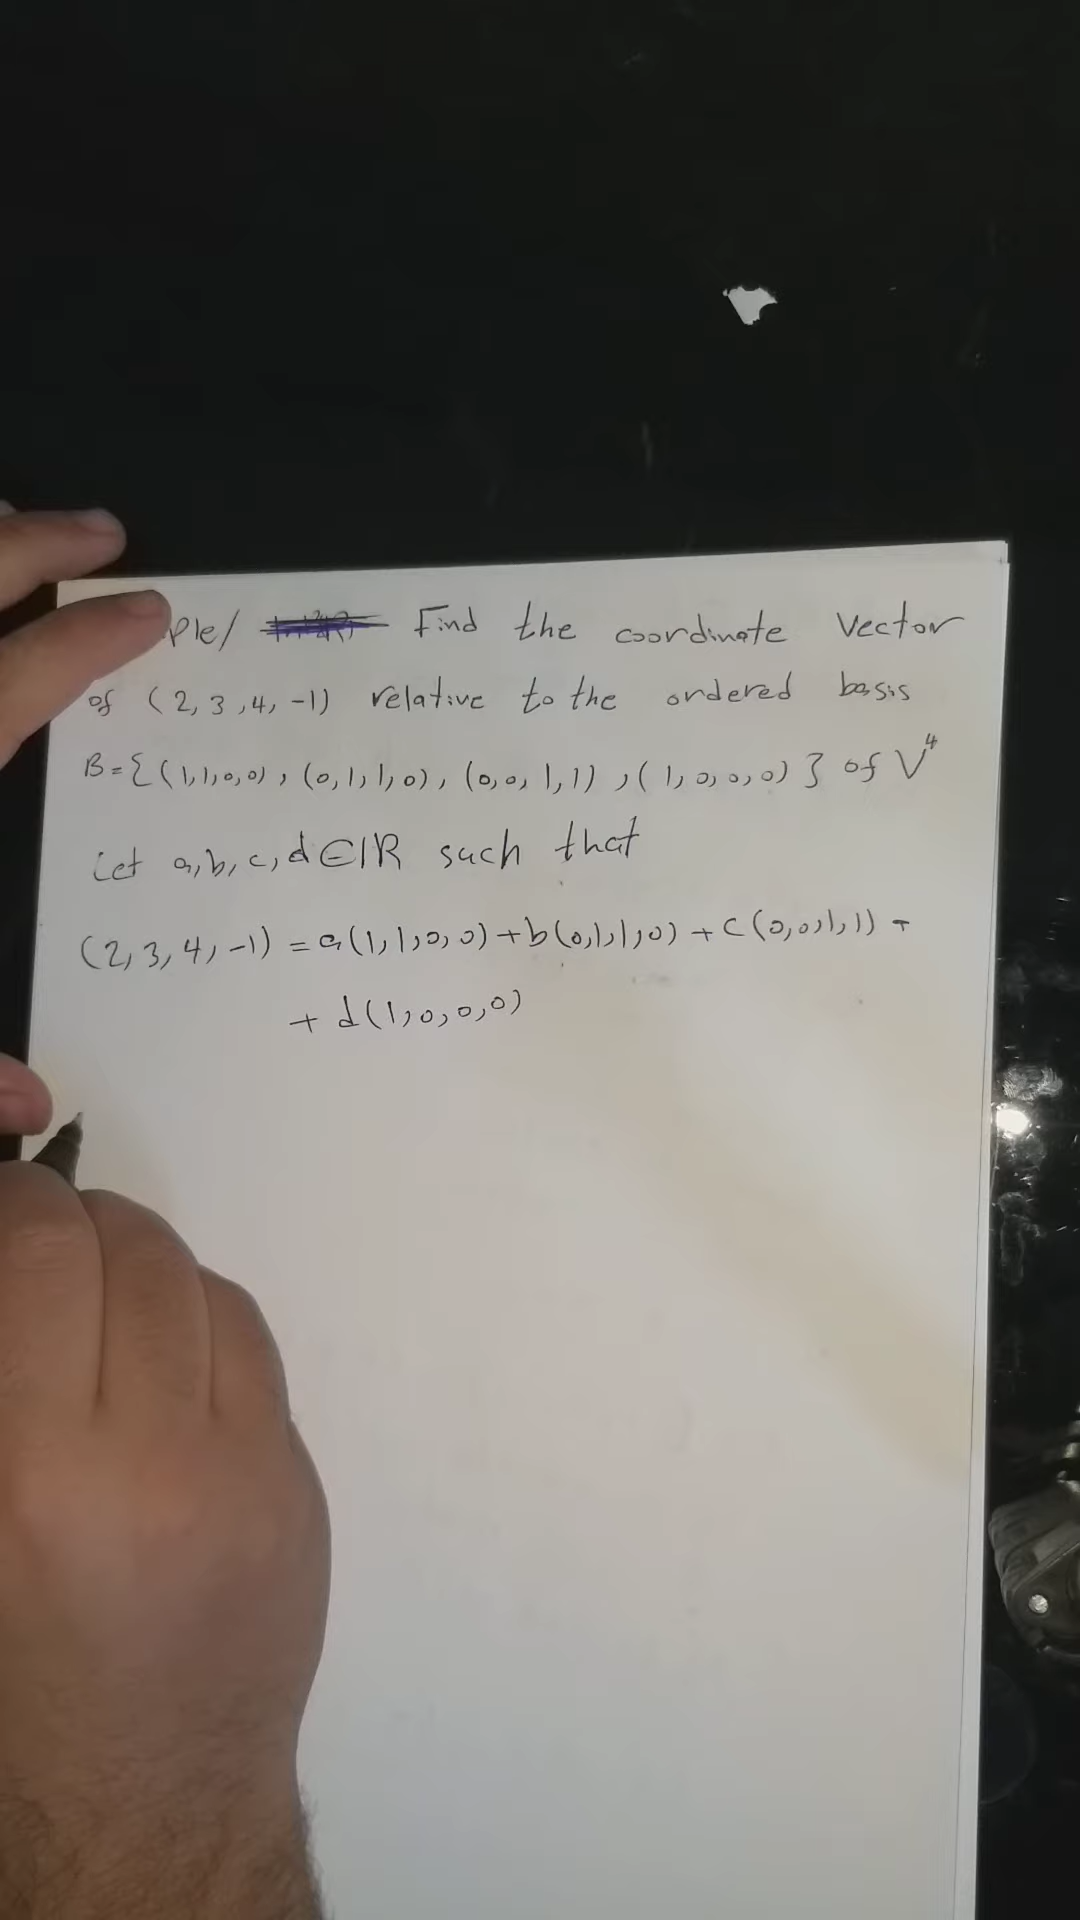 ple/ Find the coordinate vector
of (2, 3, 4, -1) relative to the ordered basis
B = { (1,1,0,0), (0,1,1,0), (0,0,1,1), (1,0,0,0) } of V⁴
Let a, b, c, d ∈ ℝ such that
(2, 3, 4, -1) = a(1,1,0,0) + b(0,1,1,0) + c(0,0,1,1) +
+ d(1,0,0,0)